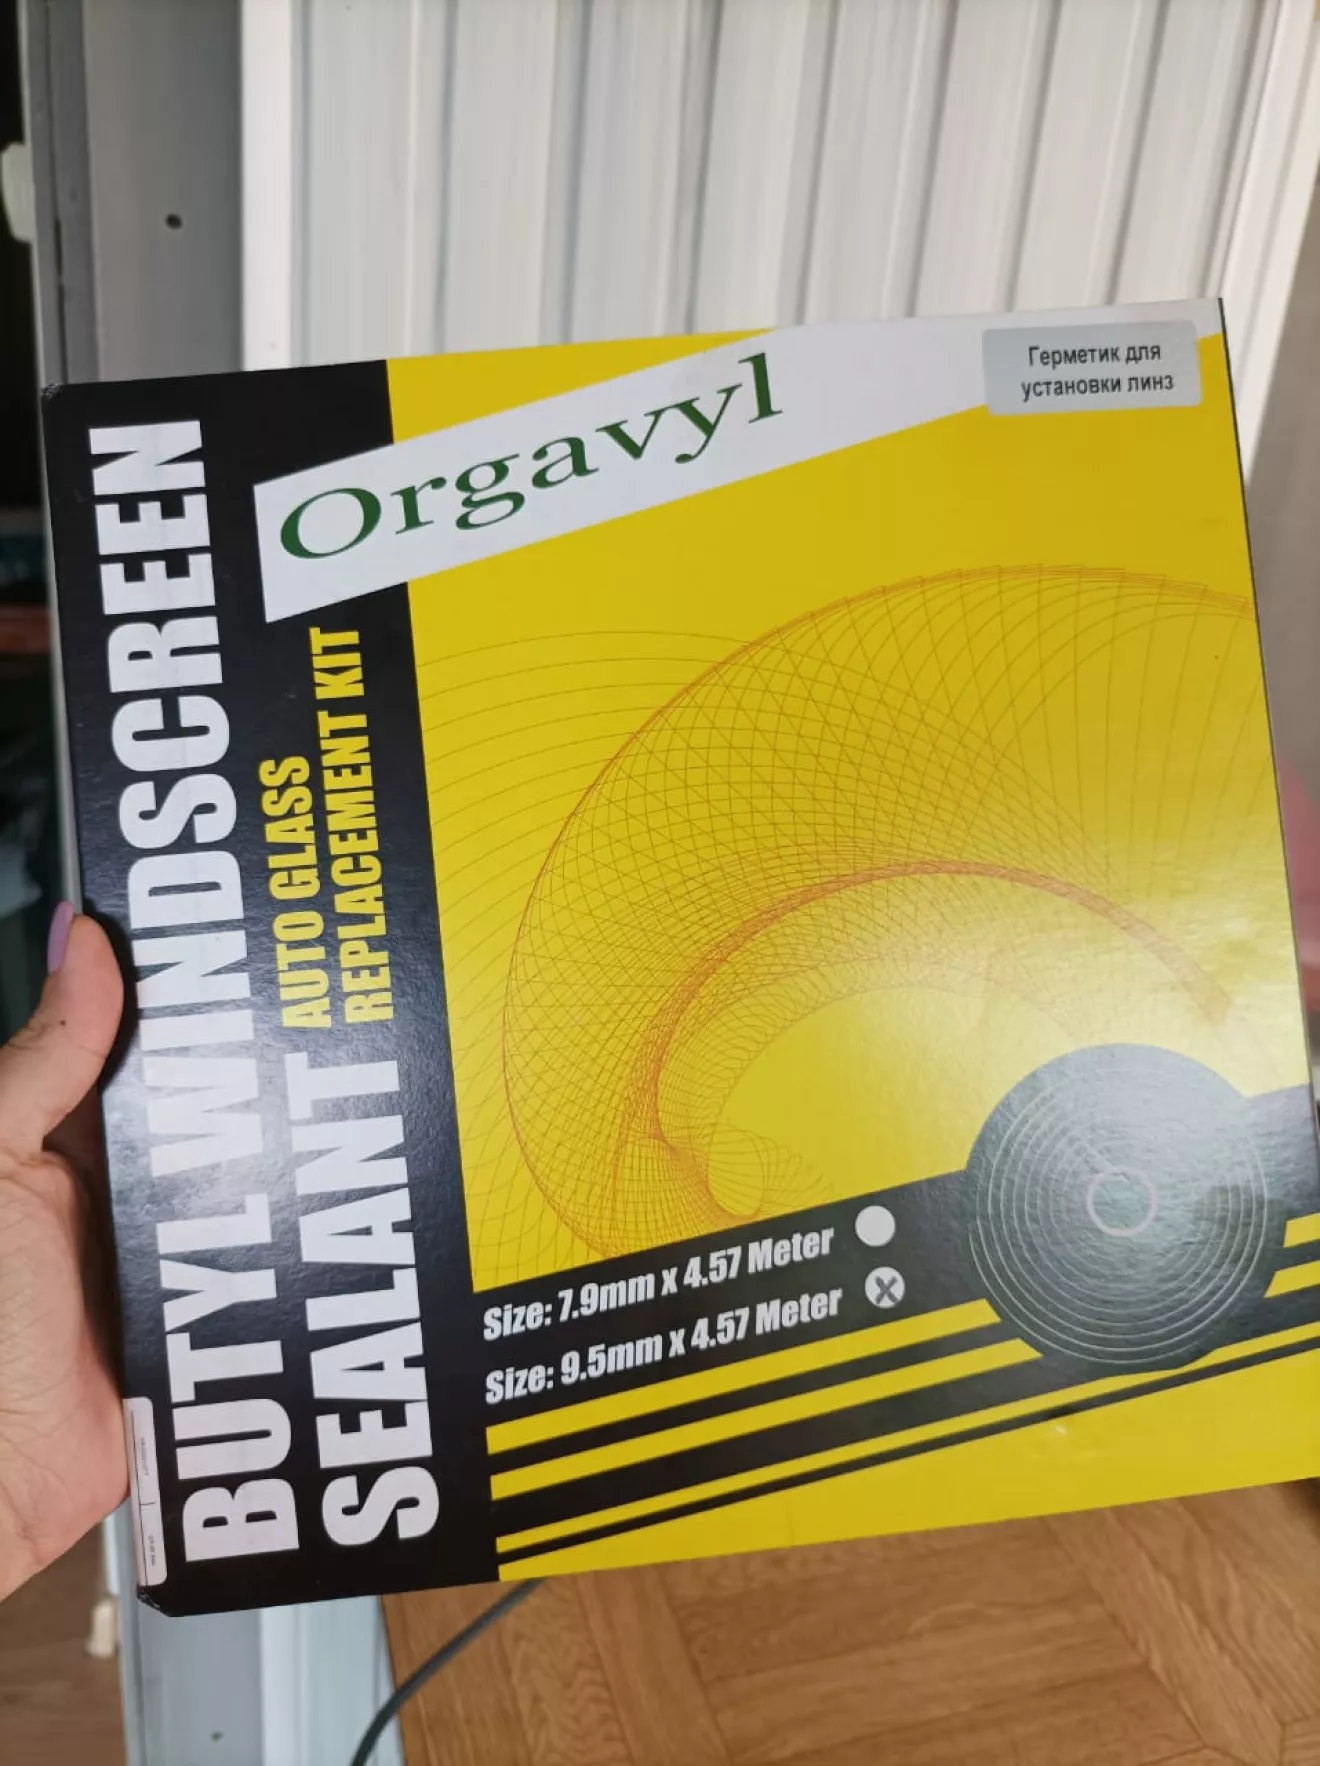 Orgavyl
Герметик для
установки линз
BUTYL WINDSCREEN
SEALANT
AUTO GLASS
REPLACEMENT KIT
Size: 7.9mm x 4.57 Meter
Size: 9.5mm x 4.57 Meter